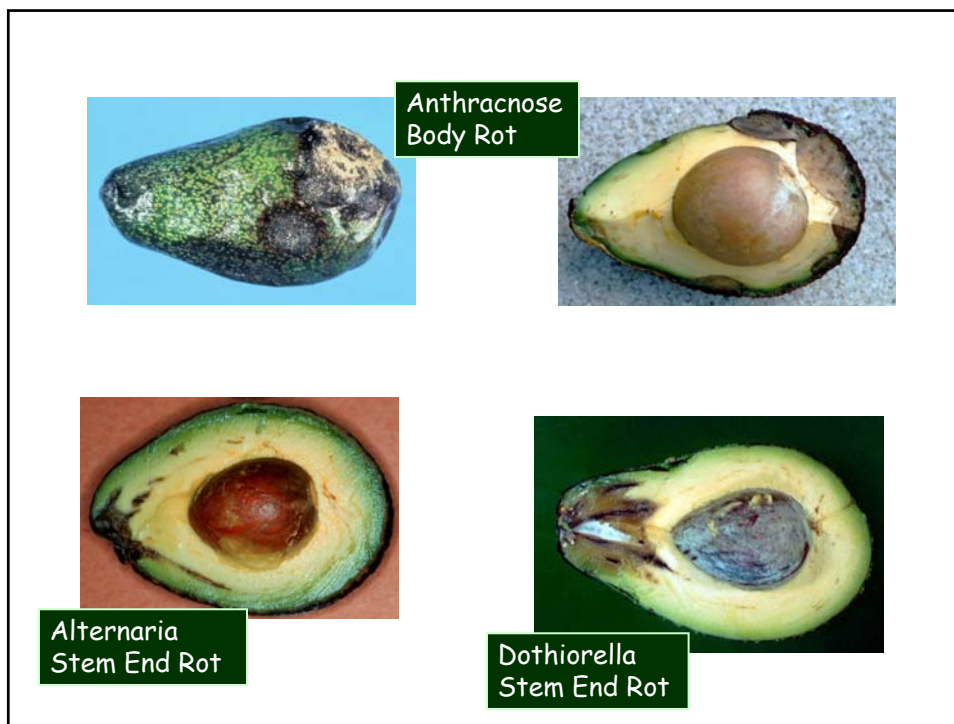 Anthracnose
Body Rot
Alternaria
Stem End Rot
Dothiorella
Stem End Rot